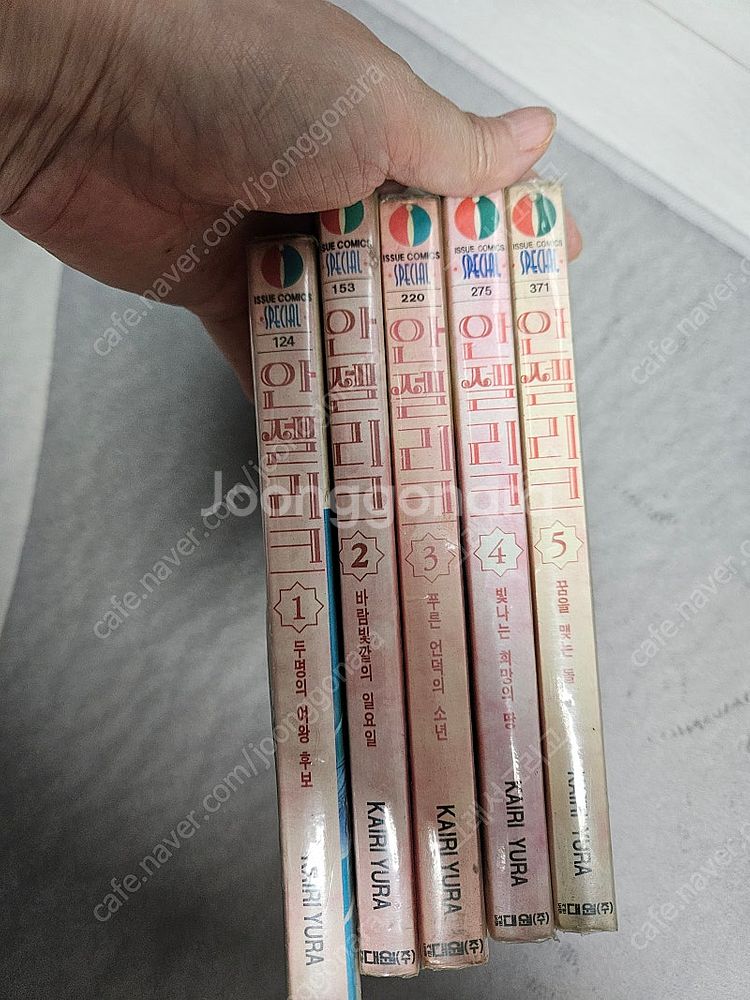 ISSUE COMICS
SPECIAL
124
안젤리크
1
두명의 여왕 후보
KAIRI YURA
ISSUE COMICS
SPECIAL
153
안젤리크
2
바람빛깔의 일요일
KAIRI YURA
대원(주)
ISSUE COMICS
SPECIAL
220
안젤리크
3
푸른 언덕의 소년
KAIRI YURA
대원(주)
ISSUE COMICS
SPECIAL
275
안젤리크
4
빛나는 희망의 땅
KAIRI YURA
대원(주)
ISSUE COMICS
SPECIAL
371
안젤리크
5
꿈을 맺는 돌
KAIRI YURA
대원(주)
Joonggonara
cafe.naver.com/joonggonara